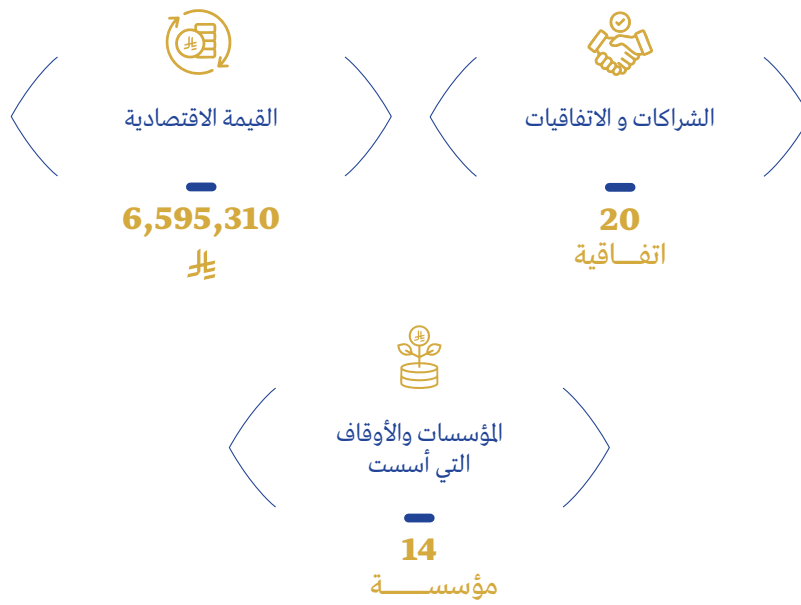 الشراكات و الاتفاقيات
20
اتفـــاقية
القيمة الاقتصادية
6,595,310
⃁
المؤسسات والأوقاف
التي أسست
14
مؤسســـــة